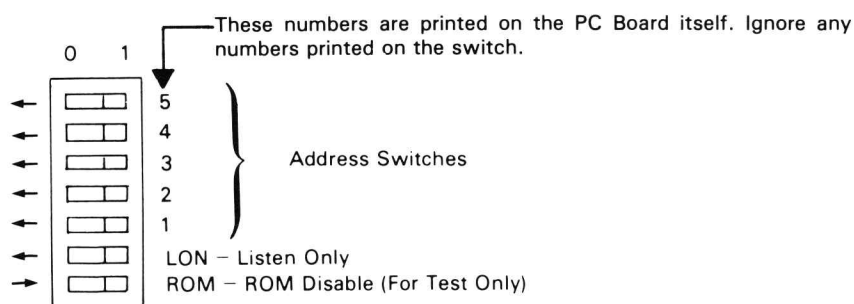 These numbers are printed on the PC Board itself. Ignore any
numbers printed on the switch.
0 1
5
4
3
Address Switches
2
1
LON – Listen Only
ROM – ROM Disable (For Test Only)